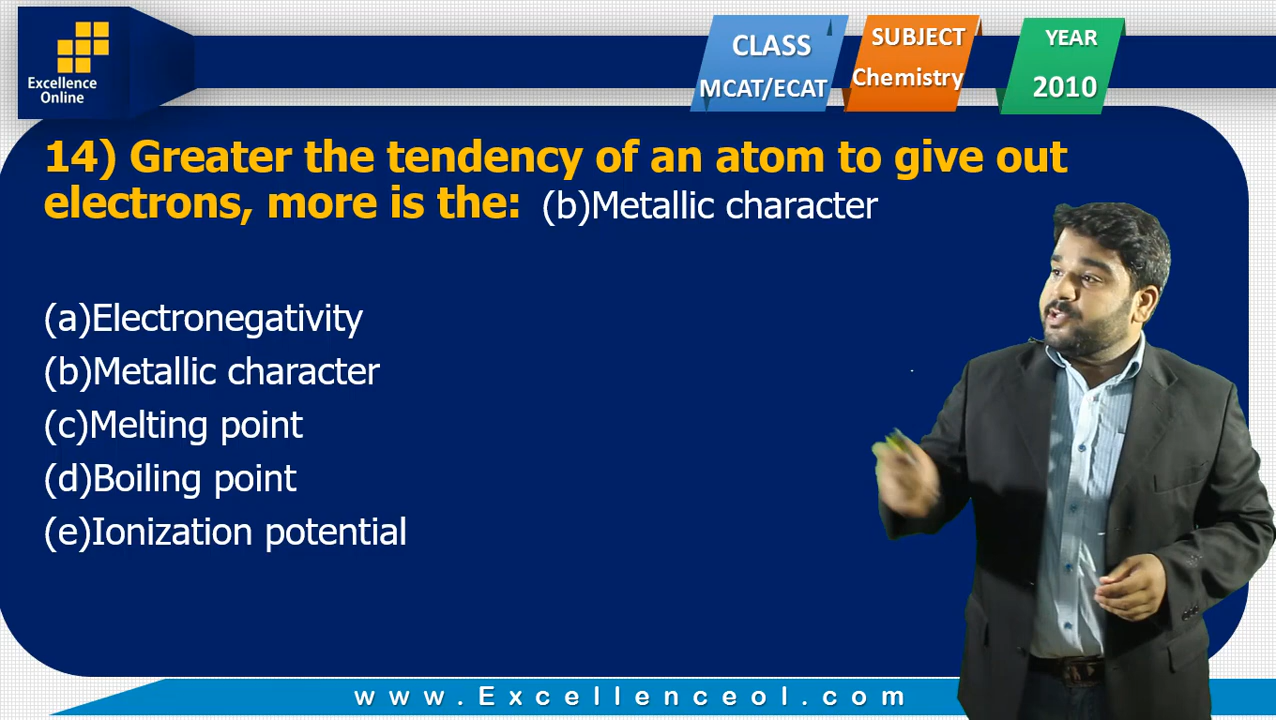 Excellence
Online
CLASS
MCAT/ECAT
SUBJECT
Chemistry
YEAR
2010
14) Greater the tendency of an atom to give out
electrons, more is the: (b)Metallic character
(a)Electronegativity
(b)Metallic character
(c)Melting point
(d)Boiling point
(e)Ionization potential
www.Excellenceol.com